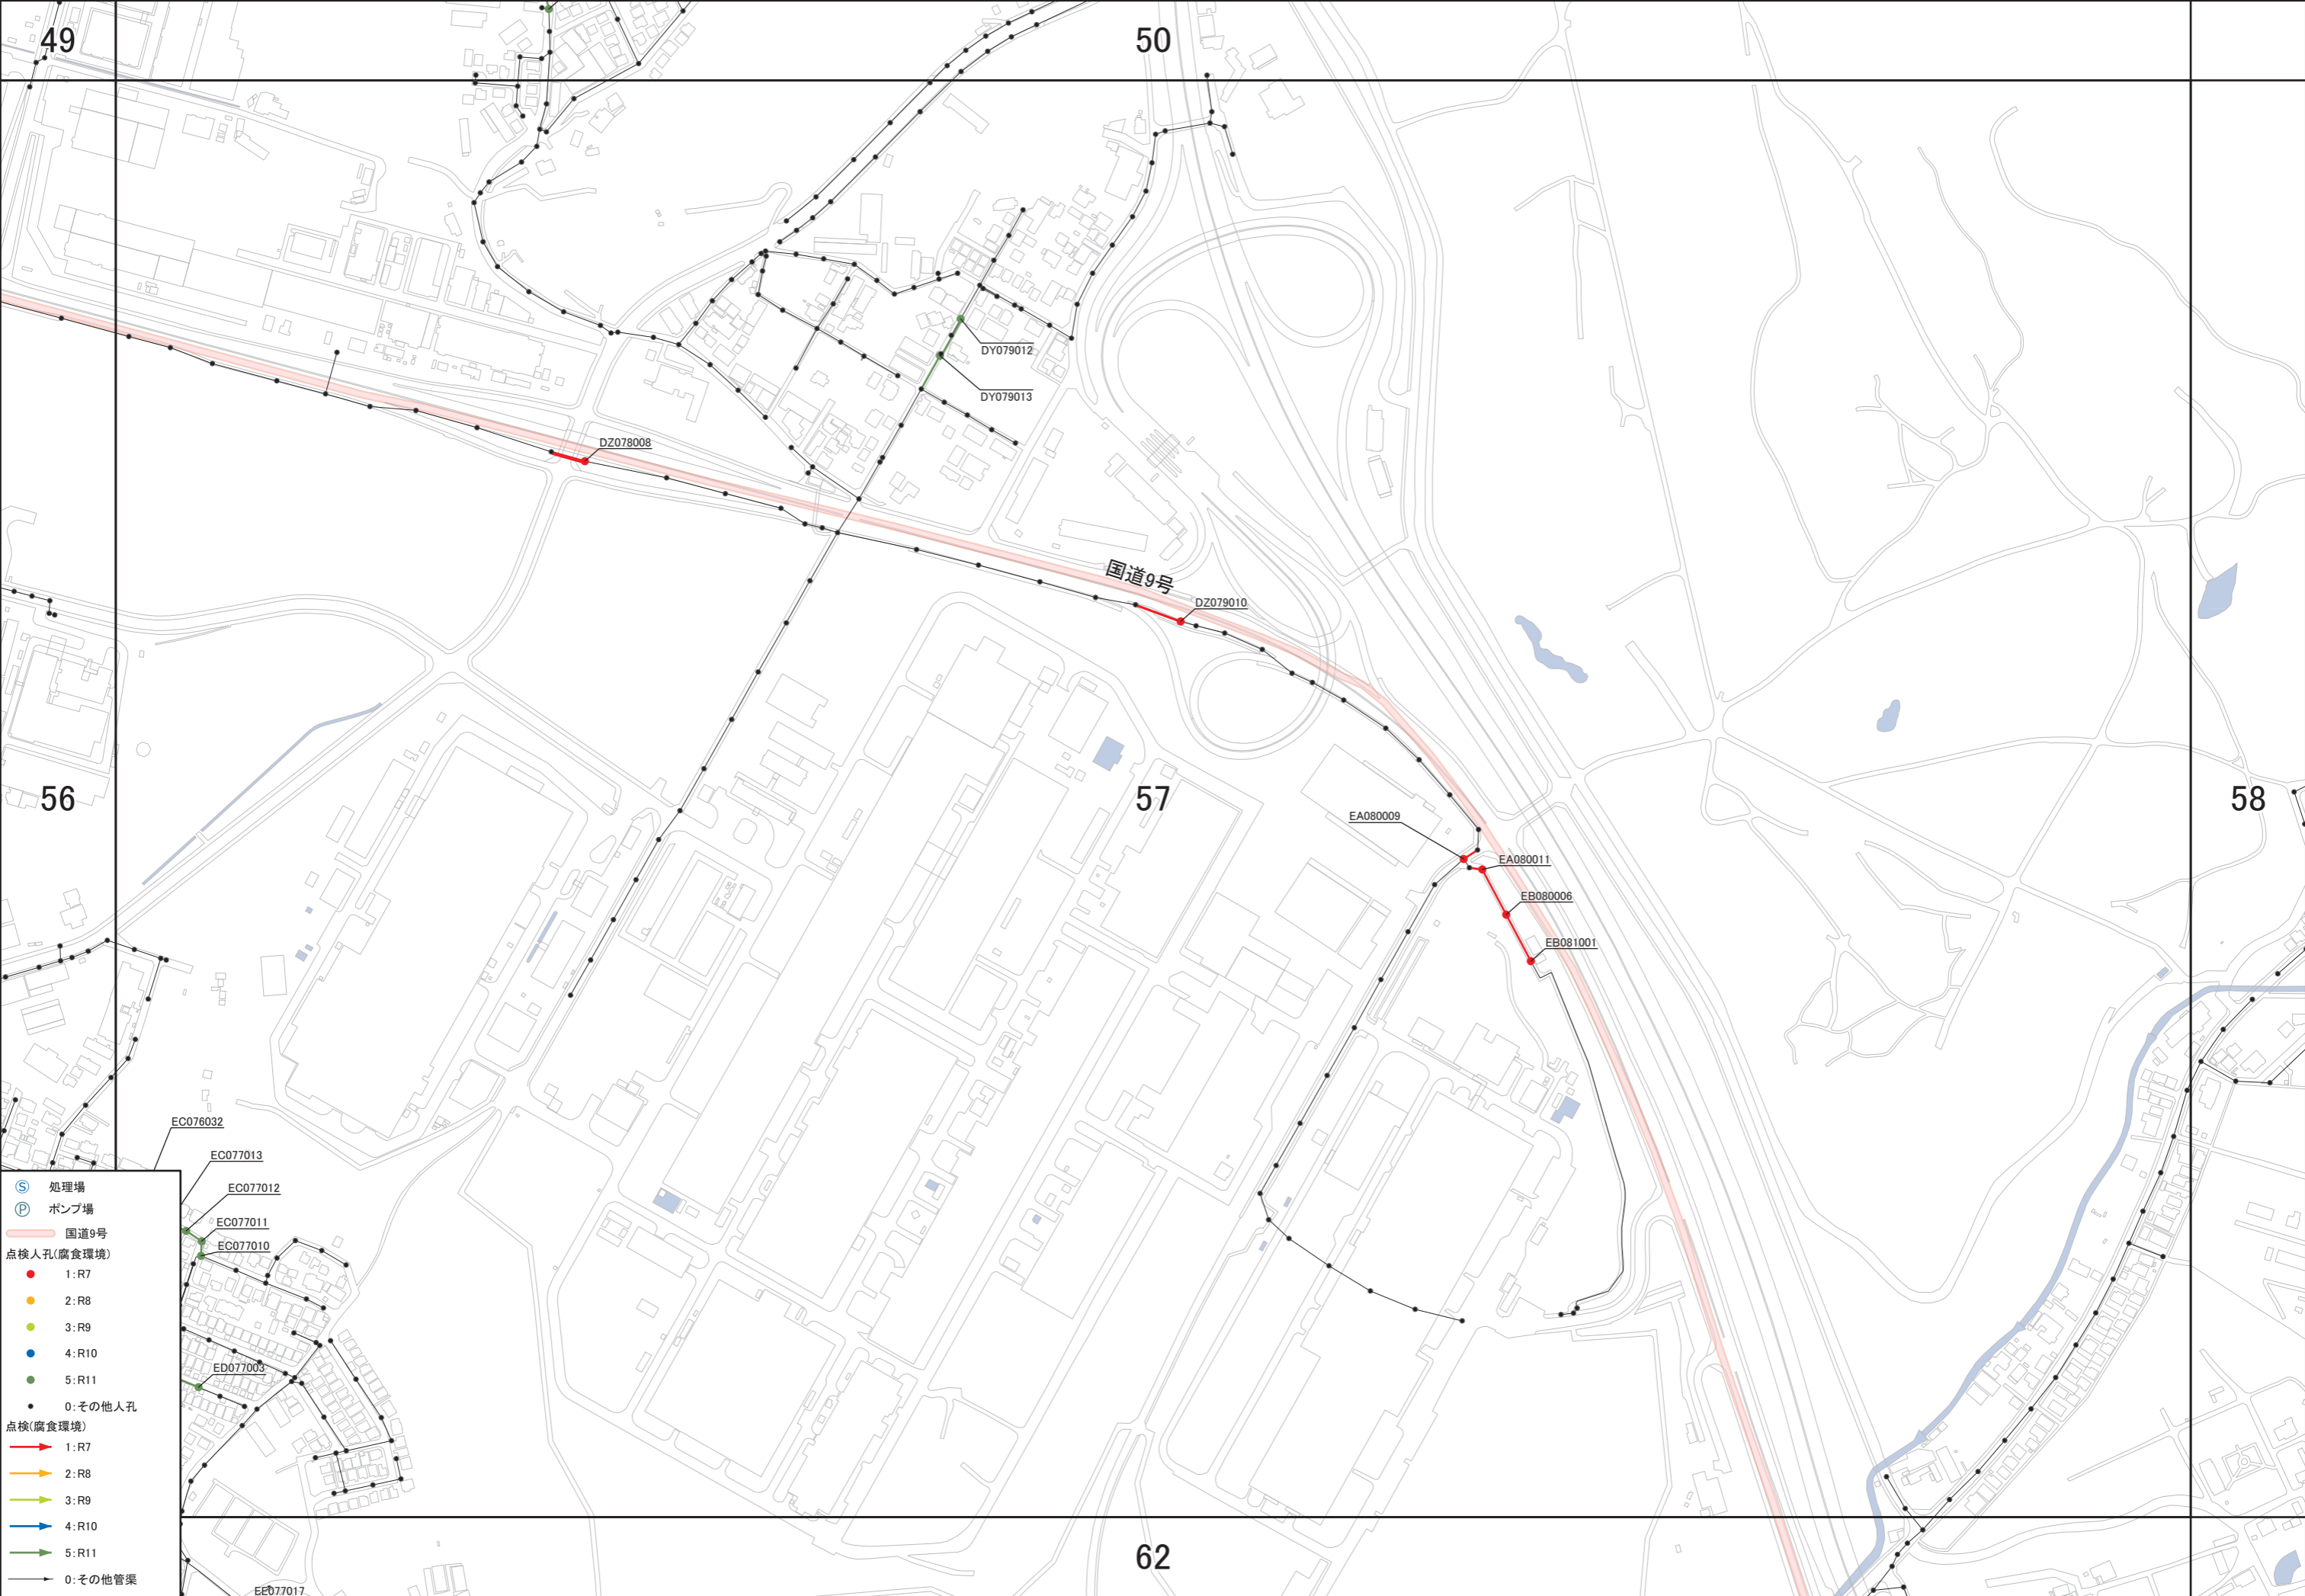 49
50
DY079012
DY079013
DZ078008
国道9号
DZ079010
56
57
58
EA080009
EA080011
EB080006
EB081001
EC076032
EC077013
EC077012
EC077011
EC077010
ED077003
EE077017
62
Ⓢ 処理場
Ⓟ ポンプ場
国道9号
点検人孔(腐食環境)
1:R7
2:R8
3:R9
4:R10
5:R11
0:その他人孔
点検(腐食環境)
1:R7
2:R8
3:R9
4:R10
5:R11
0:その他管渠